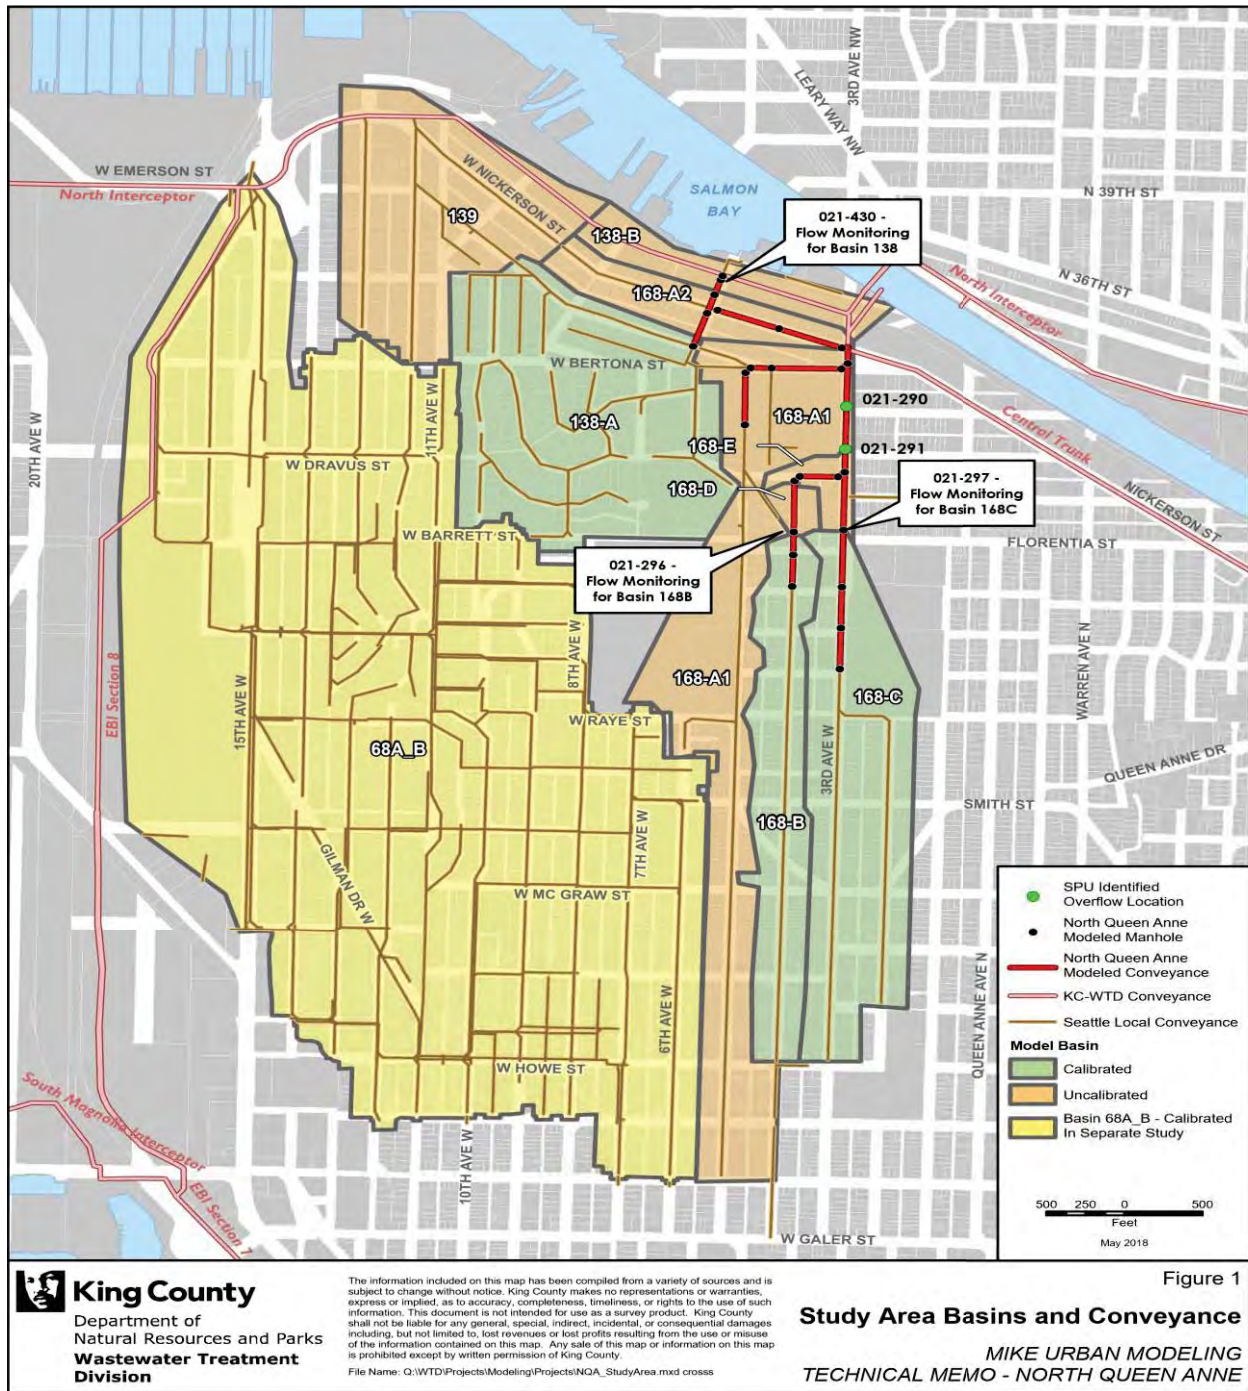 3RD AVE NW
LEARY WAY NW
W EMERSON ST
North Interceptor
W NICKERSON ST
SALMON
BAY
N 39TH ST
139
138-B
021-430 -
Flow Monitoring
for Basin 138
N 36TH ST
North Interceptor
168-A2
W BERTONA ST
11TH AVE W
20TH AVE W
138-A
168-A1
021-290
168-E
021-291
Central Trunk
W DRAVUS ST
168-D
021-297 -
Flow Monitoring
for Basin 168C
NICKERSON ST
W BARRETT ST
FLORENTIA ST
021-296 -
Flow Monitoring
for Basin 168B
8TH AVE W
WARREN AVE N
EBI Section 8
15TH AVE W
168-A1
168-C
W RAYE ST
68A_B
3RD AVE W
QUEEN ANNE DR
SMITH ST
168-B
7TH AVE W
GILMAN DR W
W MC GRAW ST
6TH AVE W
QUEEN ANNE AVE N
W HOWE ST
South Magnolia Interceptor
EBI Section 7
10TH AVE W
W GALER ST
SPU Identified
Overflow Location
North Queen Anne
Modeled Manhole
North Queen Anne
Modeled Conveyance
KC-WTD Conveyance
Seattle Local Conveyance
Model Basin
Calibrated
Uncalibrated
Basin 68A_B - Calibrated
In Separate Study
500 250 0 500
Feet
May 2018
King County
Department of
Natural Resources and Parks
Wastewater Treatment
Division
The information included on this map has been compiled from a variety of sources and is
subject to change without notice. King County makes no representations or warranties,
express or implied, as to accuracy, completeness, timeliness, or rights to the use of such
information. This document is not intended for use as a survey product. King County
shall not be liable for any general, special, indirect, incidental, or consequential damages
including, but not limited to, lost revenues or lost profits resulting from the use or misuse
of the information contained on this map. Any sale of this map or information on this map
is prohibited except by written permission of King County.
File Name: Q:\WTD\Projects\Modeling\Projects\NQA_StudyArea.mxd crosss
Figure 1
Study Area Basins and Conveyance
MIKE URBAN MODELING
TECHNICAL MEMO - NORTH QUEEN ANNE